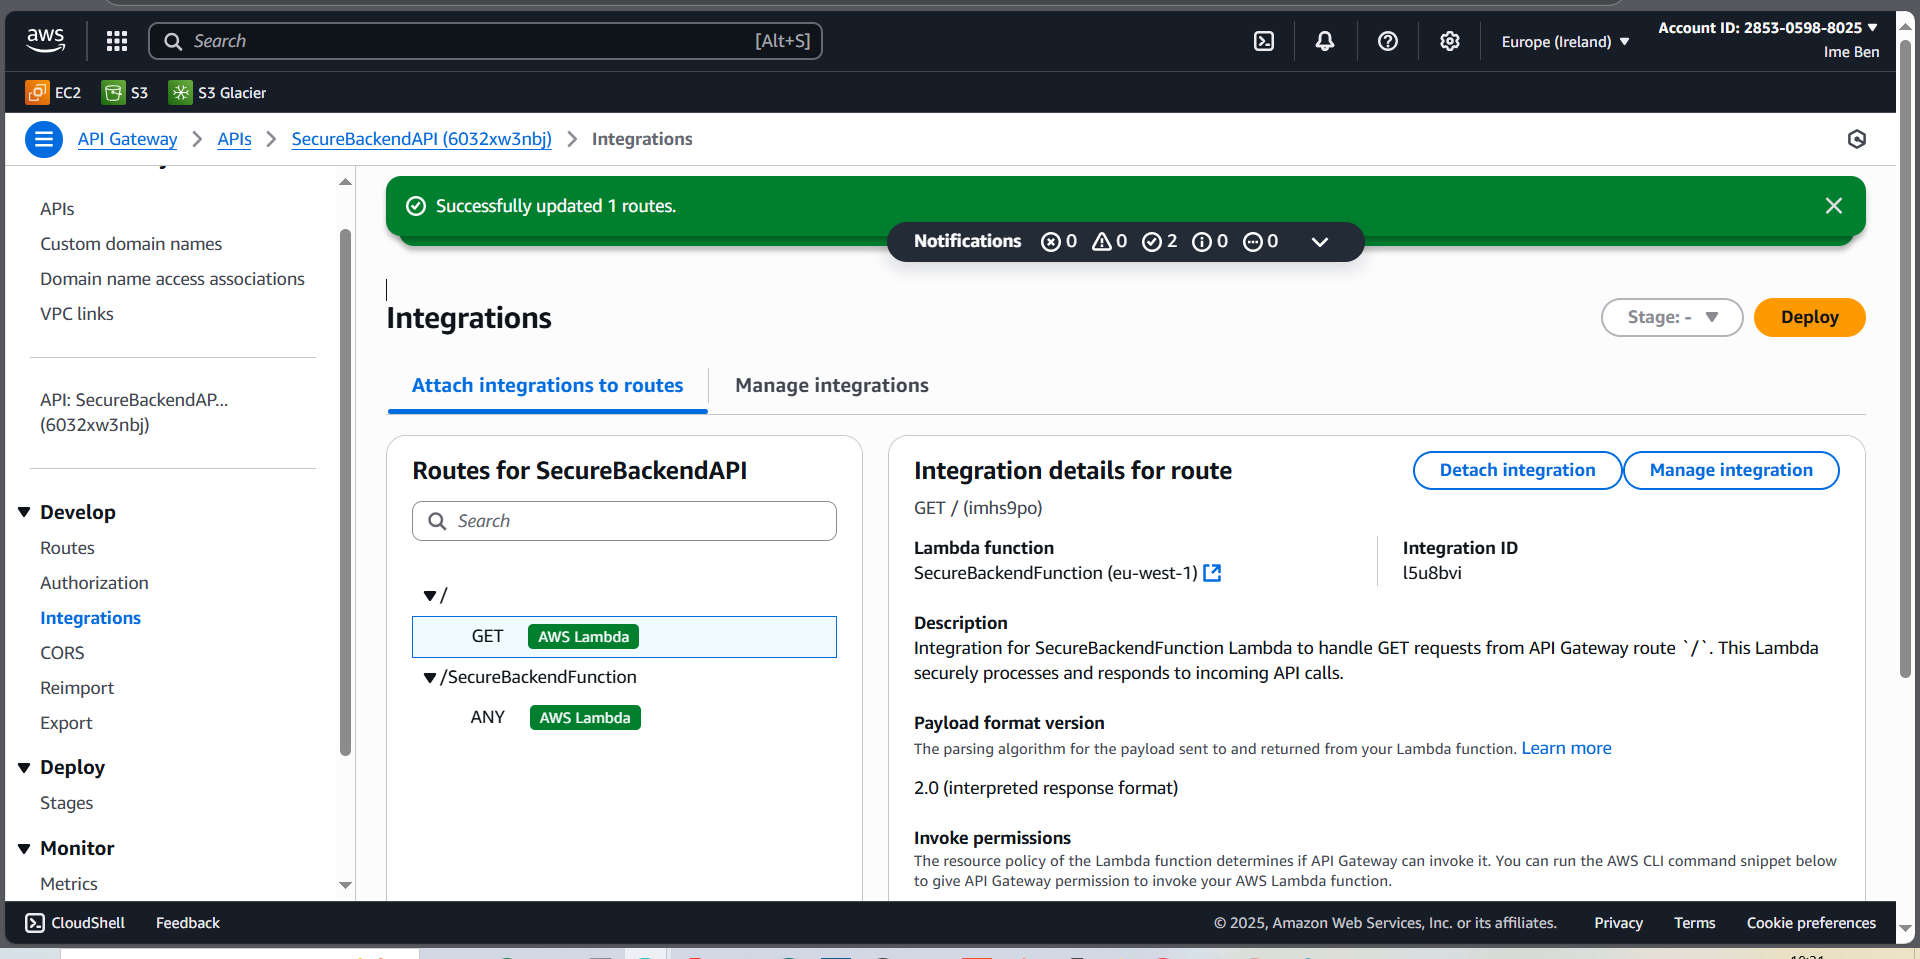 aws
Search
[Alt+S]
Europe (Ireland)
Account ID: 2853-0598-8025
Ime Ben
EC2
S3
S3 Glacier
API Gateway
APIs
SecureBackendAPI (6032xw3nbj)
Integrations
APIs
Custom domain names
Domain name access associations
VPC links
API: SecureBackendAP...
(6032xw3nbj)
Develop
Routes
Authorization
Integrations
CORS
Reimport
Export
Deploy
Stages
Monitor
Metrics
Successfully updated 1 routes.
Notifications 0 0 2 0 0
Integrations
Stage: -
Deploy
Attach integrations to routes
Manage integrations
Routes for SecureBackendAPI
Search
/
GET AWS Lambda
/SecureBackendFunction
ANY AWS Lambda
Integration details for route
Detach integration
Manage integration
GET / (imhs9po)
Lambda function
SecureBackendFunction (eu-west-1)
Integration ID
l5u8bvi
Description
Integration for SecureBackendFunction Lambda to handle GET requests from API Gateway route `/`. This Lambda
securely processes and responds to incoming API calls.
Payload format version
The parsing algorithm for the payload sent to and returned from your Lambda function. Learn more
2.0 (interpreted response format)
Invoke permissions
The resource policy of the Lambda function determines if API Gateway can invoke it. You can run the AWS CLI command snippet below
to give API Gateway permission to invoke your AWS Lambda function.
CloudShell
Feedback
© 2025, Amazon Web Services, Inc. or its affiliates.
Privacy
Terms
Cookie preferences